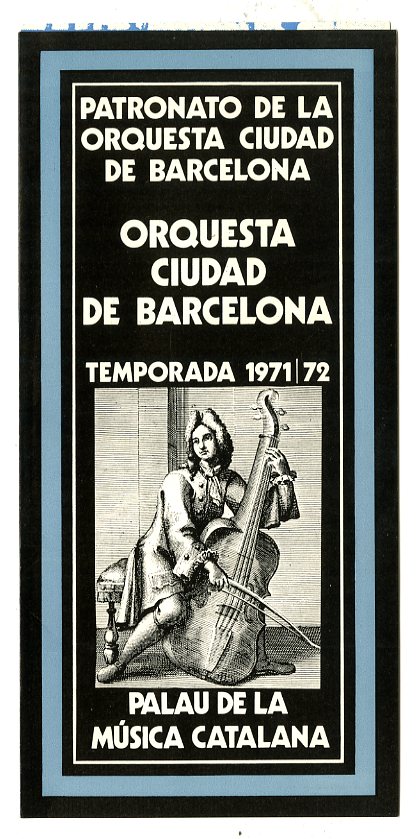 PATRONATO DE LA
ORQUESTA CIUDAD
DE BARCELONA
ORQUESTA
CIUDAD
DE BARCELONA
TEMPORADA 1971|72
PALAU DE LA
MÚSICA CATALANA